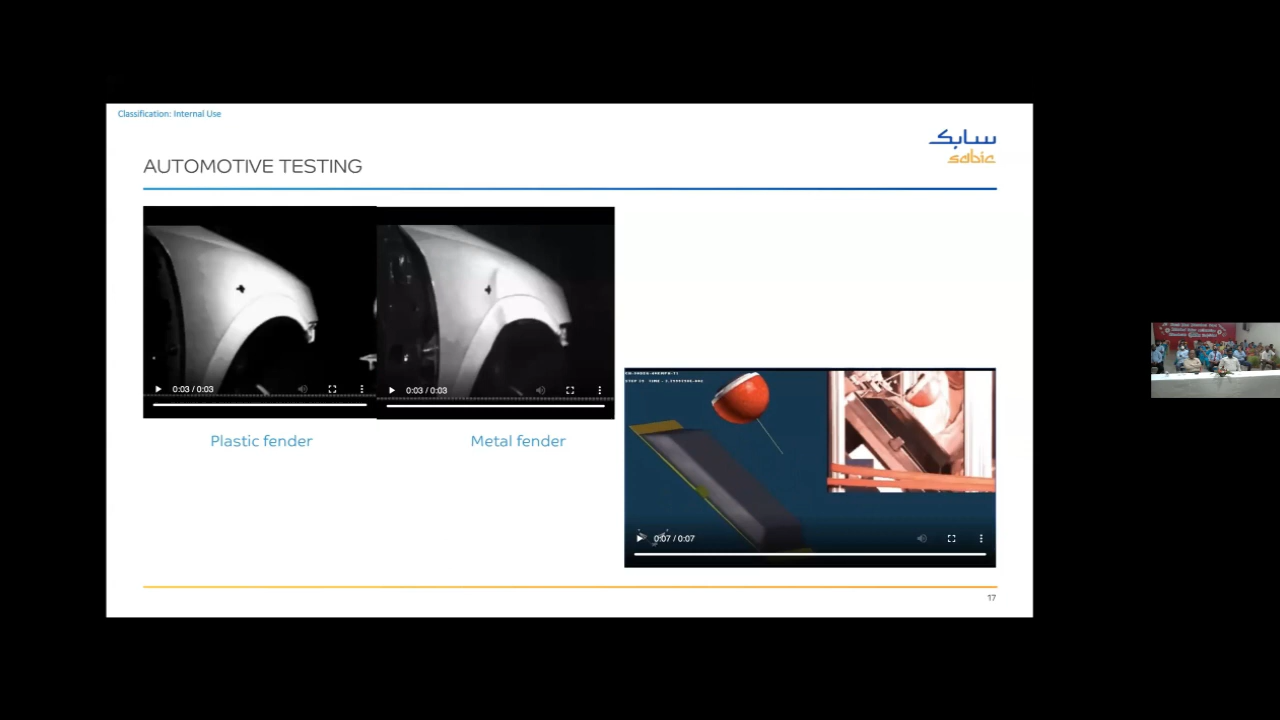 Classification: Internal Use
سابك
sabic
AUTOMOTIVE TESTING
0:03 / 0:03
0:03 / 0:03
Plastic fender
Metal fender
0:07 / 0:07
17